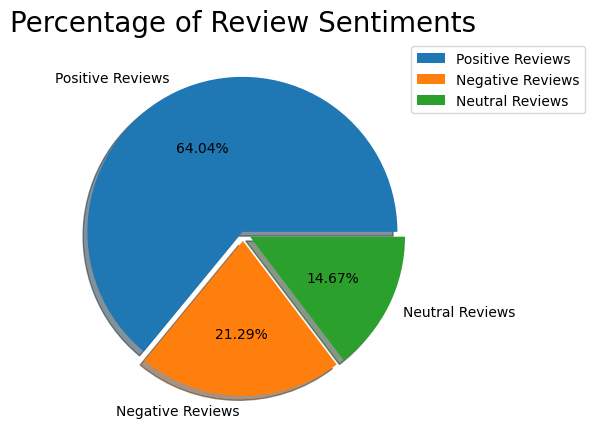 Percentage of Review Sentiments
Positive Reviews
Negative Reviews
Neutral Reviews
Positive Reviews
64.04%
14.67%
Neutral Reviews
21.29%
Negative Reviews